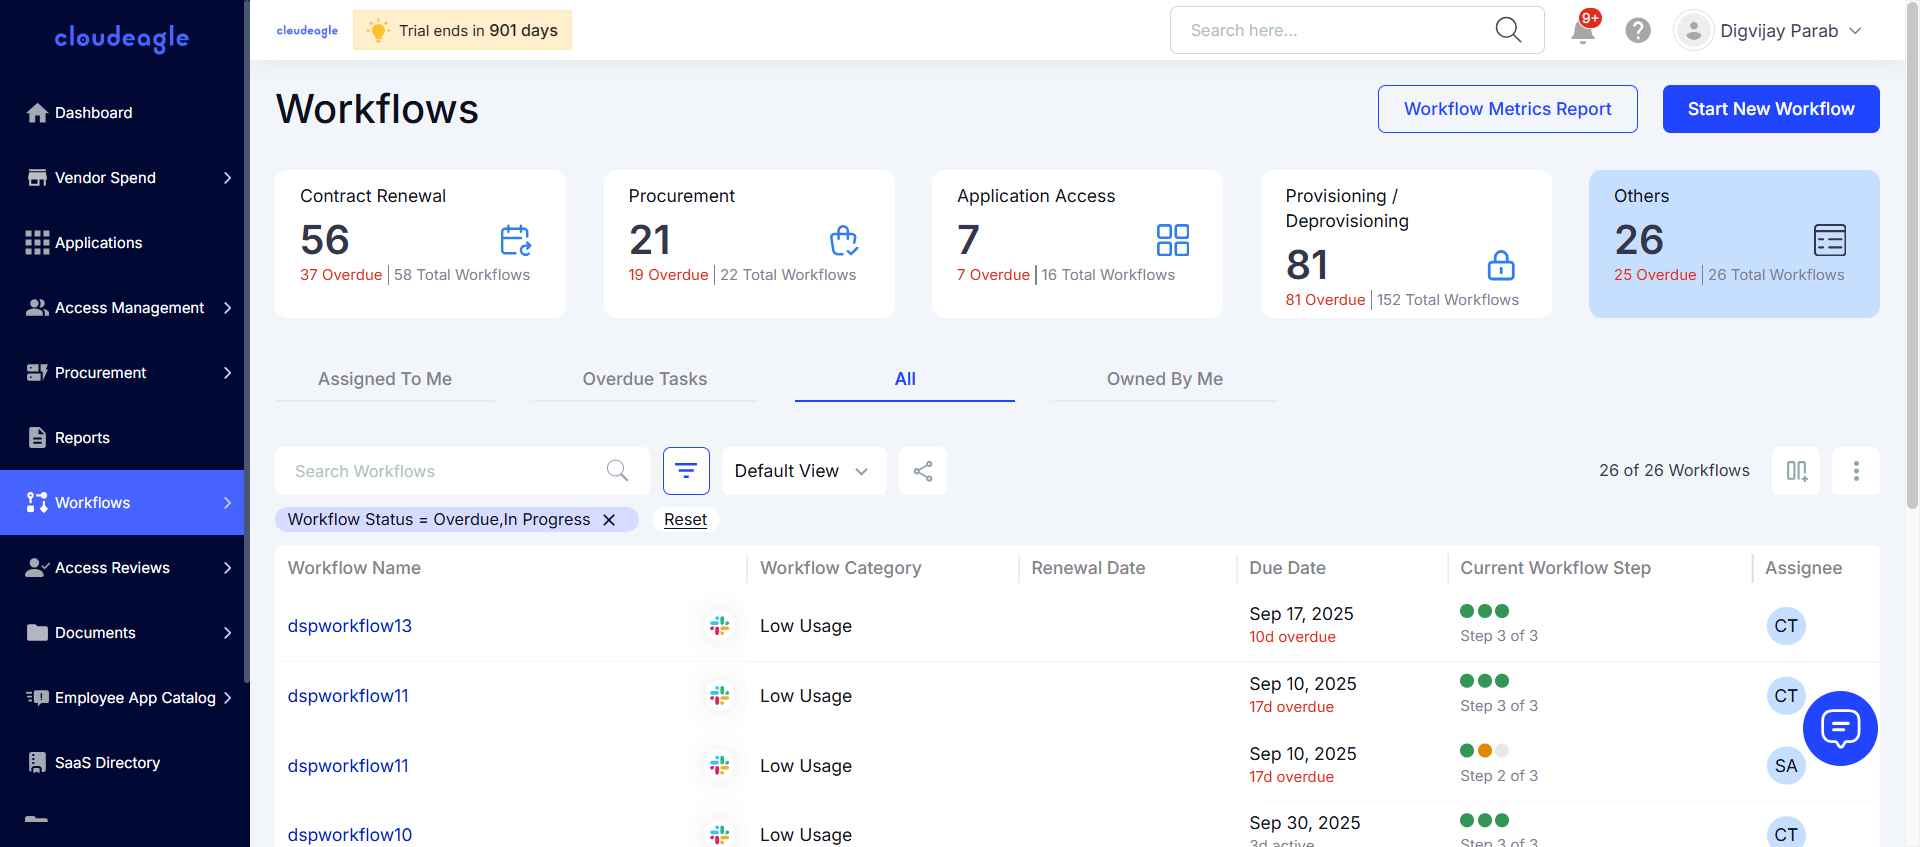 cloudeagle
Dashboard
Vendor Spend
Applications
Access Management
Procurement
Reports
Workflows
Access Reviews
Documents
Employee App Catalog
SaaS Directory
cloudeagle
Trial ends in 901 days
Search here...
9+
Digvijay Parab
Workflows
Workflow Metrics Report
Start New Workflow
Contract Renewal
56
37 Overdue | 58 Total Workflows
Procurement
21
19 Overdue | 22 Total Workflows
Application Access
7
7 Overdue | 16 Total Workflows
Provisioning /
Deprovisioning
81
81 Overdue | 152 Total Workflows
Others
26
25 Overdue | 26 Total Workflows
Assigned To Me
Overdue Tasks
All
Owned By Me
Search Workflows
Default View
26 of 26 Workflows
Workflow Status = Overdue,In Progress
Reset
Workflow Name
Workflow Category
Renewal Date
Due Date
Current Workflow Step
Assignee
dspworkflow13
Low Usage
Sep 17, 2025
10d overdue
Step 3 of 3
CT
dspworkflow11
Low Usage
Sep 10, 2025
17d overdue
Step 3 of 3
CT
dspworkflow11
Low Usage
Sep 10, 2025
17d overdue
Step 2 of 3
SA
dspworkflow10
Low Usage
Sep 30, 2025
3d active
Step 3 of 3
CT